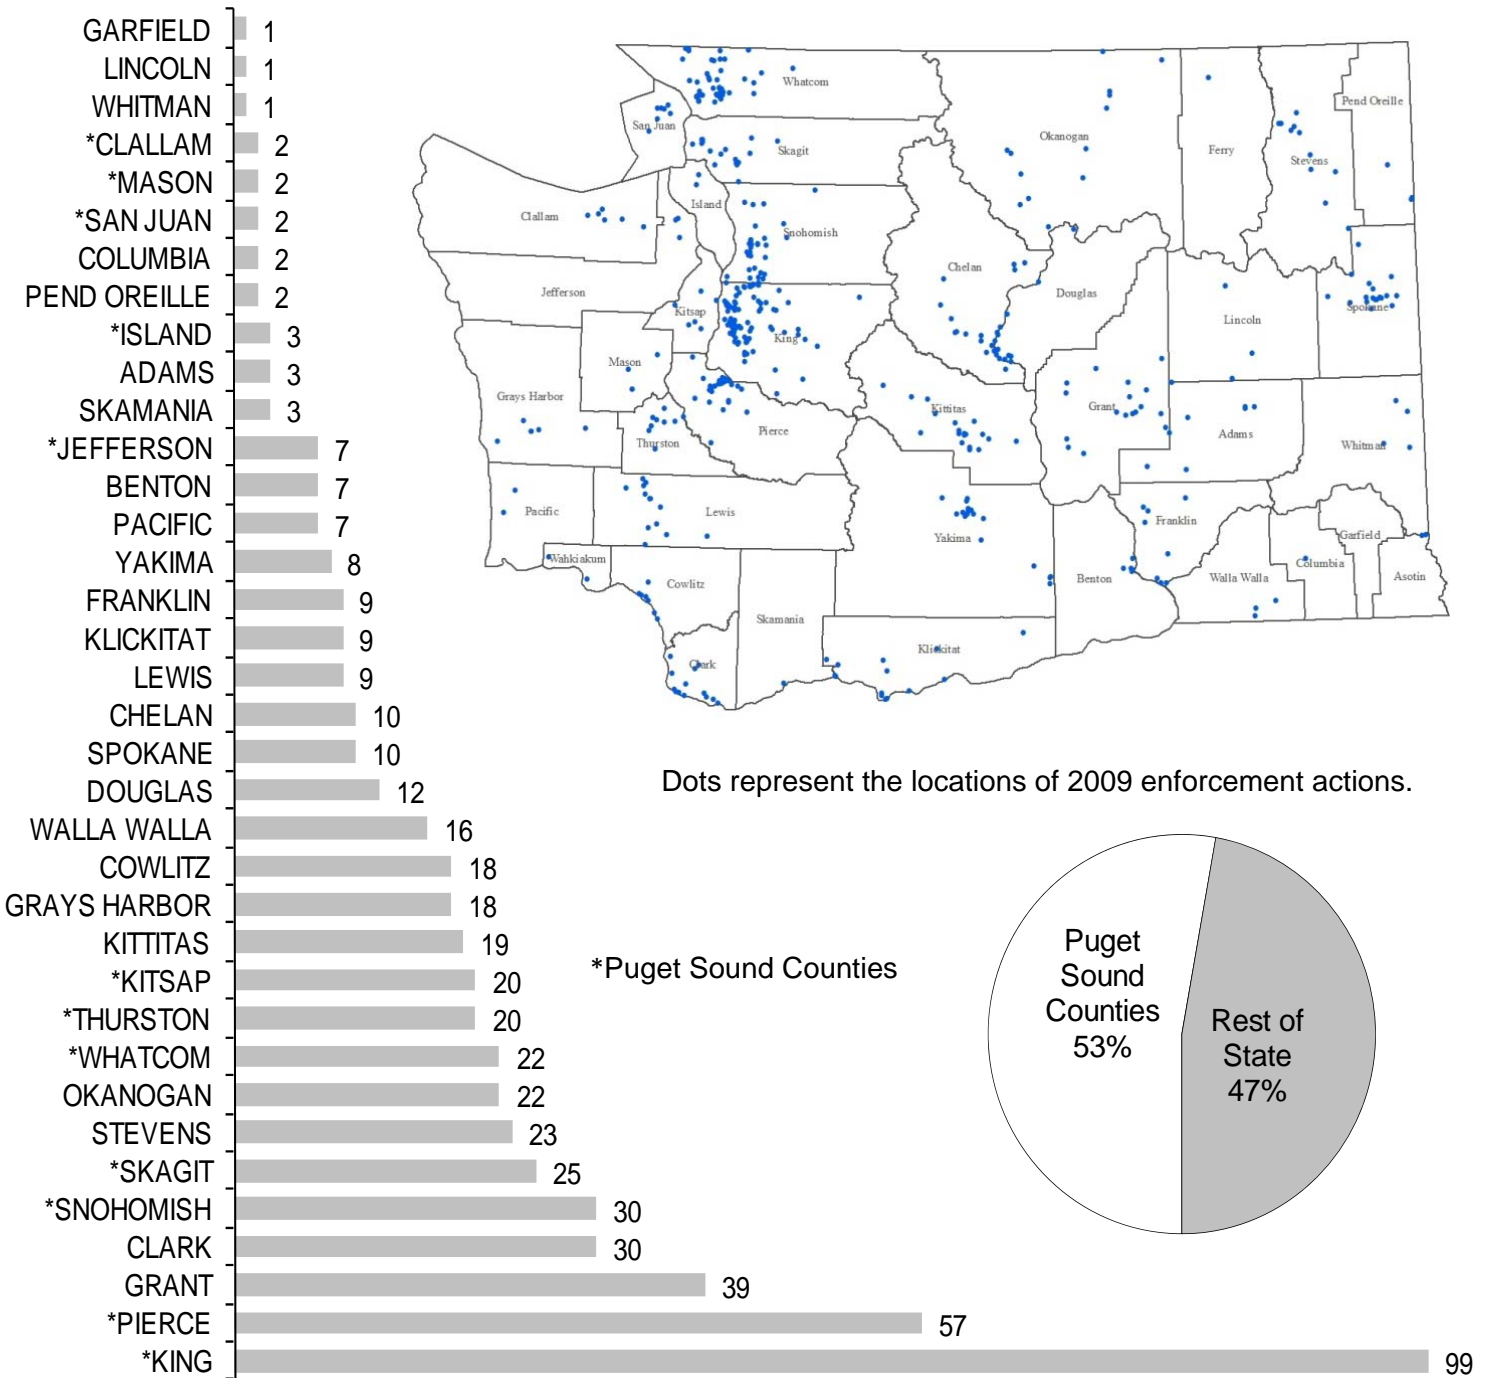 GARFIELD 1
LINCOLN 1
WHITMAN 1
*CLALLAM 2
*MASON 2
*SAN JUAN 2
COLUMBIA 2
PEND OREILLE 2
*ISLAND 3
ADAMS 3
SKAMANIA 3
*JEFFERSON 7
BENTON 7
PACIFIC 7
YAKIMA 8
FRANKLIN 9
KLICKITAT 9
LEWIS 9
CHELAN 10
SPOKANE 10
DOUGLAS 12
WALLA WALLA 16
COWLITZ 18
GRAYS HARBOR 18
KITTITAS 19
*KITSAP 20
*THURSTON 20
*WHATCOM 22
OKANOGAN 22
STEVENS 23
*SKAGIT 25
*SNOHOMISH 30
CLARK 30
GRANT 39
*PIERCE 57
*KING 99
Whatcom
Pend Oreille
San Juan
Okanogan
Skagit
Ferry
Stevens
Island
Clallam
Snohomish
Chelan
Jefferson
Douglas
Kitsap
Spokane
Lincoln
King
Mason
Grays Harbor
Grant
Kittitas
Pierce
Adams
Thurston
Whitman
Pacific
Lewis
Franklin
Yakima
Garfield
Wahkiakum
Columbia
Cowlitz
Benton
Walla Walla
Asotin
Skamania
Klickitat
Clark
Dots represent the locations of 2009 enforcement actions.
*Puget Sound Counties
Puget
Sound
Counties
53%
Rest of
State
47%